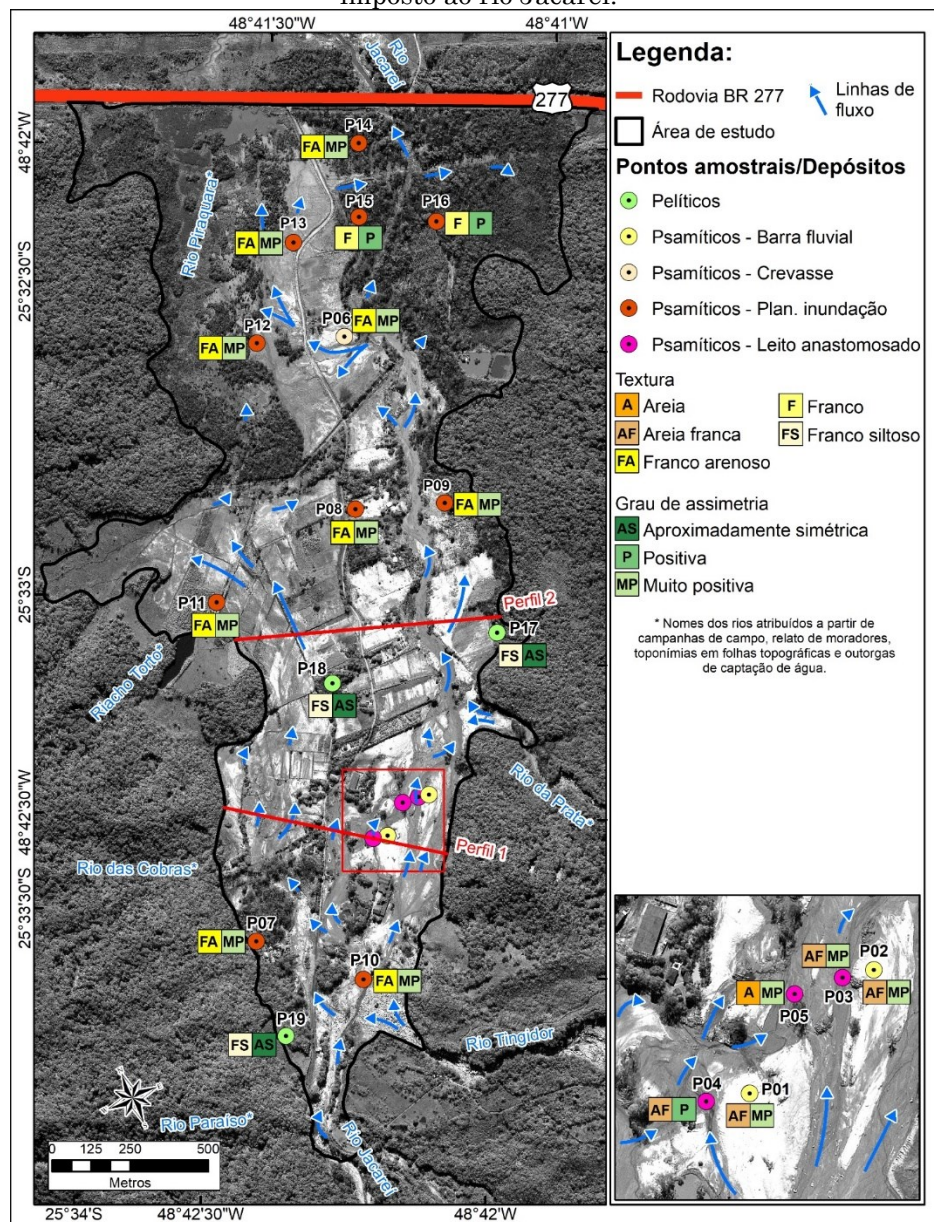 imposto ao rio Jacareí.
48°41'30"W
48°41'W
Rio Jacareí
277
48°42'W
P14
FA MP
Rio Piraquara*
P15
F P
P16
F P
P13
FA MP
25°32'30"S
P12
FA MP
P06
FA MP
P08
FA MP
P09
FA MP
25°33'S
P11
FA MP
Perfil 2
P17
FS AS
Riacho Torto*
P18
FS AS
Rio da Prata*
48°42'30"W
Perfil 1
Rio das Cobras*
25°33'30"S
P07
FA MP
P10
FA MP
P19
FS AS
Rio Tingidor
Rio Paraíso*
Rio Jacareí
0 125 250 500
Metros
25°34'S
48°42'30"W
48°42'W
Legenda:
Rodovia BR 277
Linhas de
fluxo
Área de estudo
Pontos amostrais/Depósitos
Pelíticos
Psamíticos - Barra fluvial
Psamíticos - Crevasse
Psamíticos - Plan. inundação
Psamíticos - Leito anastomosado
Textura
A Areia
F Franco
AF Areia franca
FS Franco siltoso
FA Franco arenoso
Grau de assimetria
AS Aproximadamente simétrica
P Positiva
MP Muito positiva
* Nomes dos rios atribuídos a partir de
campanhas de campo, relato de moradores,
toponímias em folhas topográficas e outorgas
de captação de água.
AF MP
P02
P03
AF MP
A MP
P05
P04
AF P
P01
AF MP